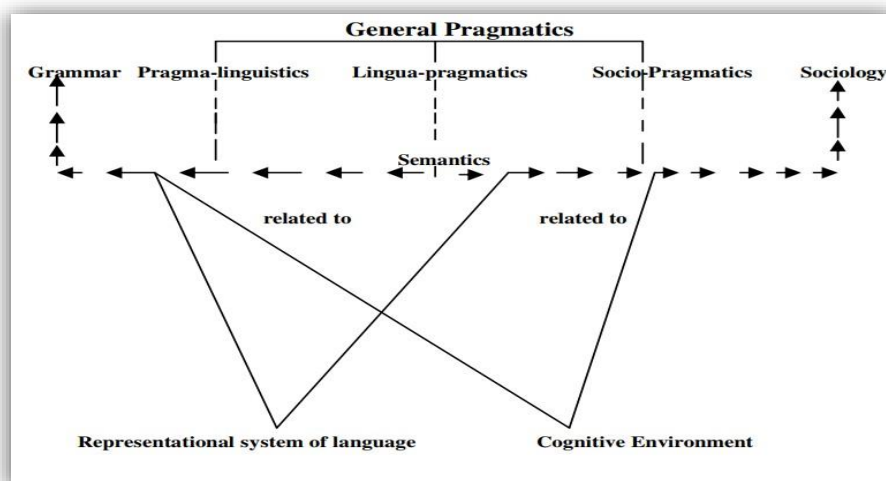 General Pragmatics
Grammar Pragma-linguistics Lingua-pragmatics Socio-Pragmatics Sociology
Semantics
related to related to
Representational system of language Cognitive Environment